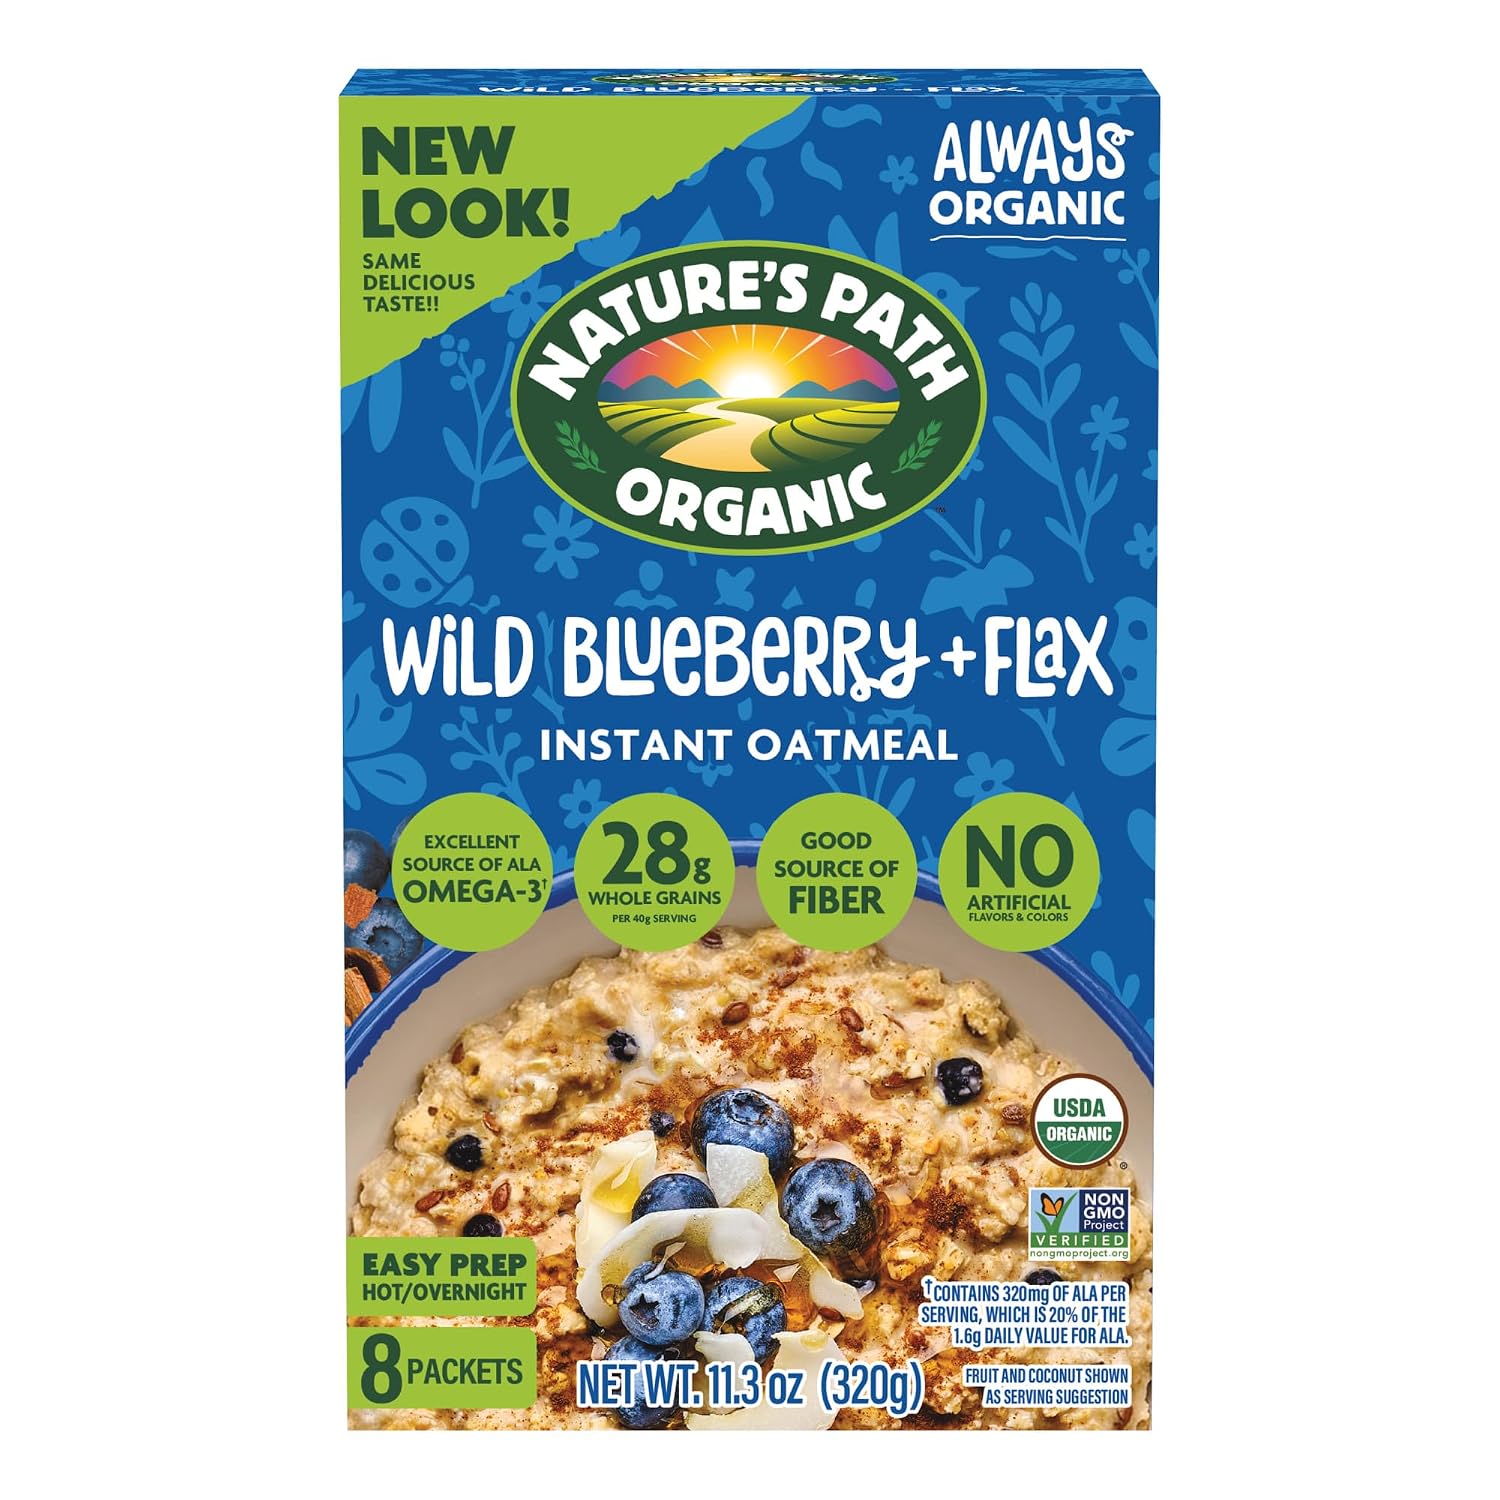 WiLD BLUEBERRY + FLAX
NEW
LOOK!
SAME
DELICIOUS
TASTE!!
ALWAYS
ORGANIC
NATURE'S PATH
ORGANIC
WiLD BLUEBERRY + FLAX
INSTANT OATMEAL
EXCELLENT
SOURCE OF ALA
OMEGA-3†
28g
WHOLE GRAINS
PER 40g SERVING
GOOD
SOURCE OF
FIBER
NO
ARTIFICIAL
FLAVORS & COLORS
USDA
ORGANIC
®
NON
GMO
Project
VERIFIED
nongmoproject.org
EASY PREP
HOT/OVERNIGHT
8 PACKETS
NET WT. 11.3 oz (320g)
†CONTAINS 320mg OF ALA PER
SERVING, WHICH IS 20% OF THE
1.6g DAILY VALUE FOR ALA.
FRUIT AND COCONUT SHOWN
AS SERVING SUGGESTION